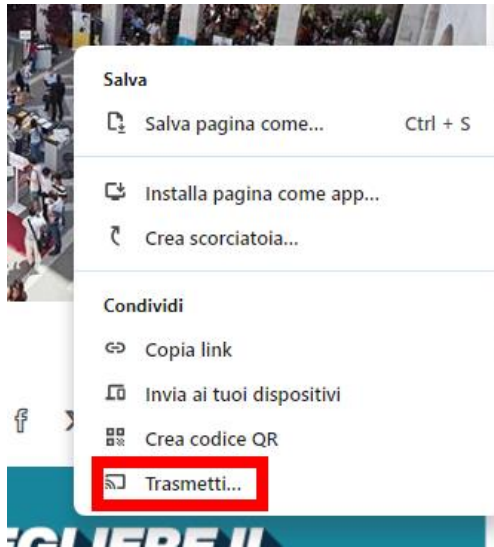 Salva
Salva pagina come... Ctrl + S
Installa pagina come app...
Crea scorciatoia...
Condividi
Copia link
Invia ai tuoi dispositivi
Crea codice QR
Trasmetti...